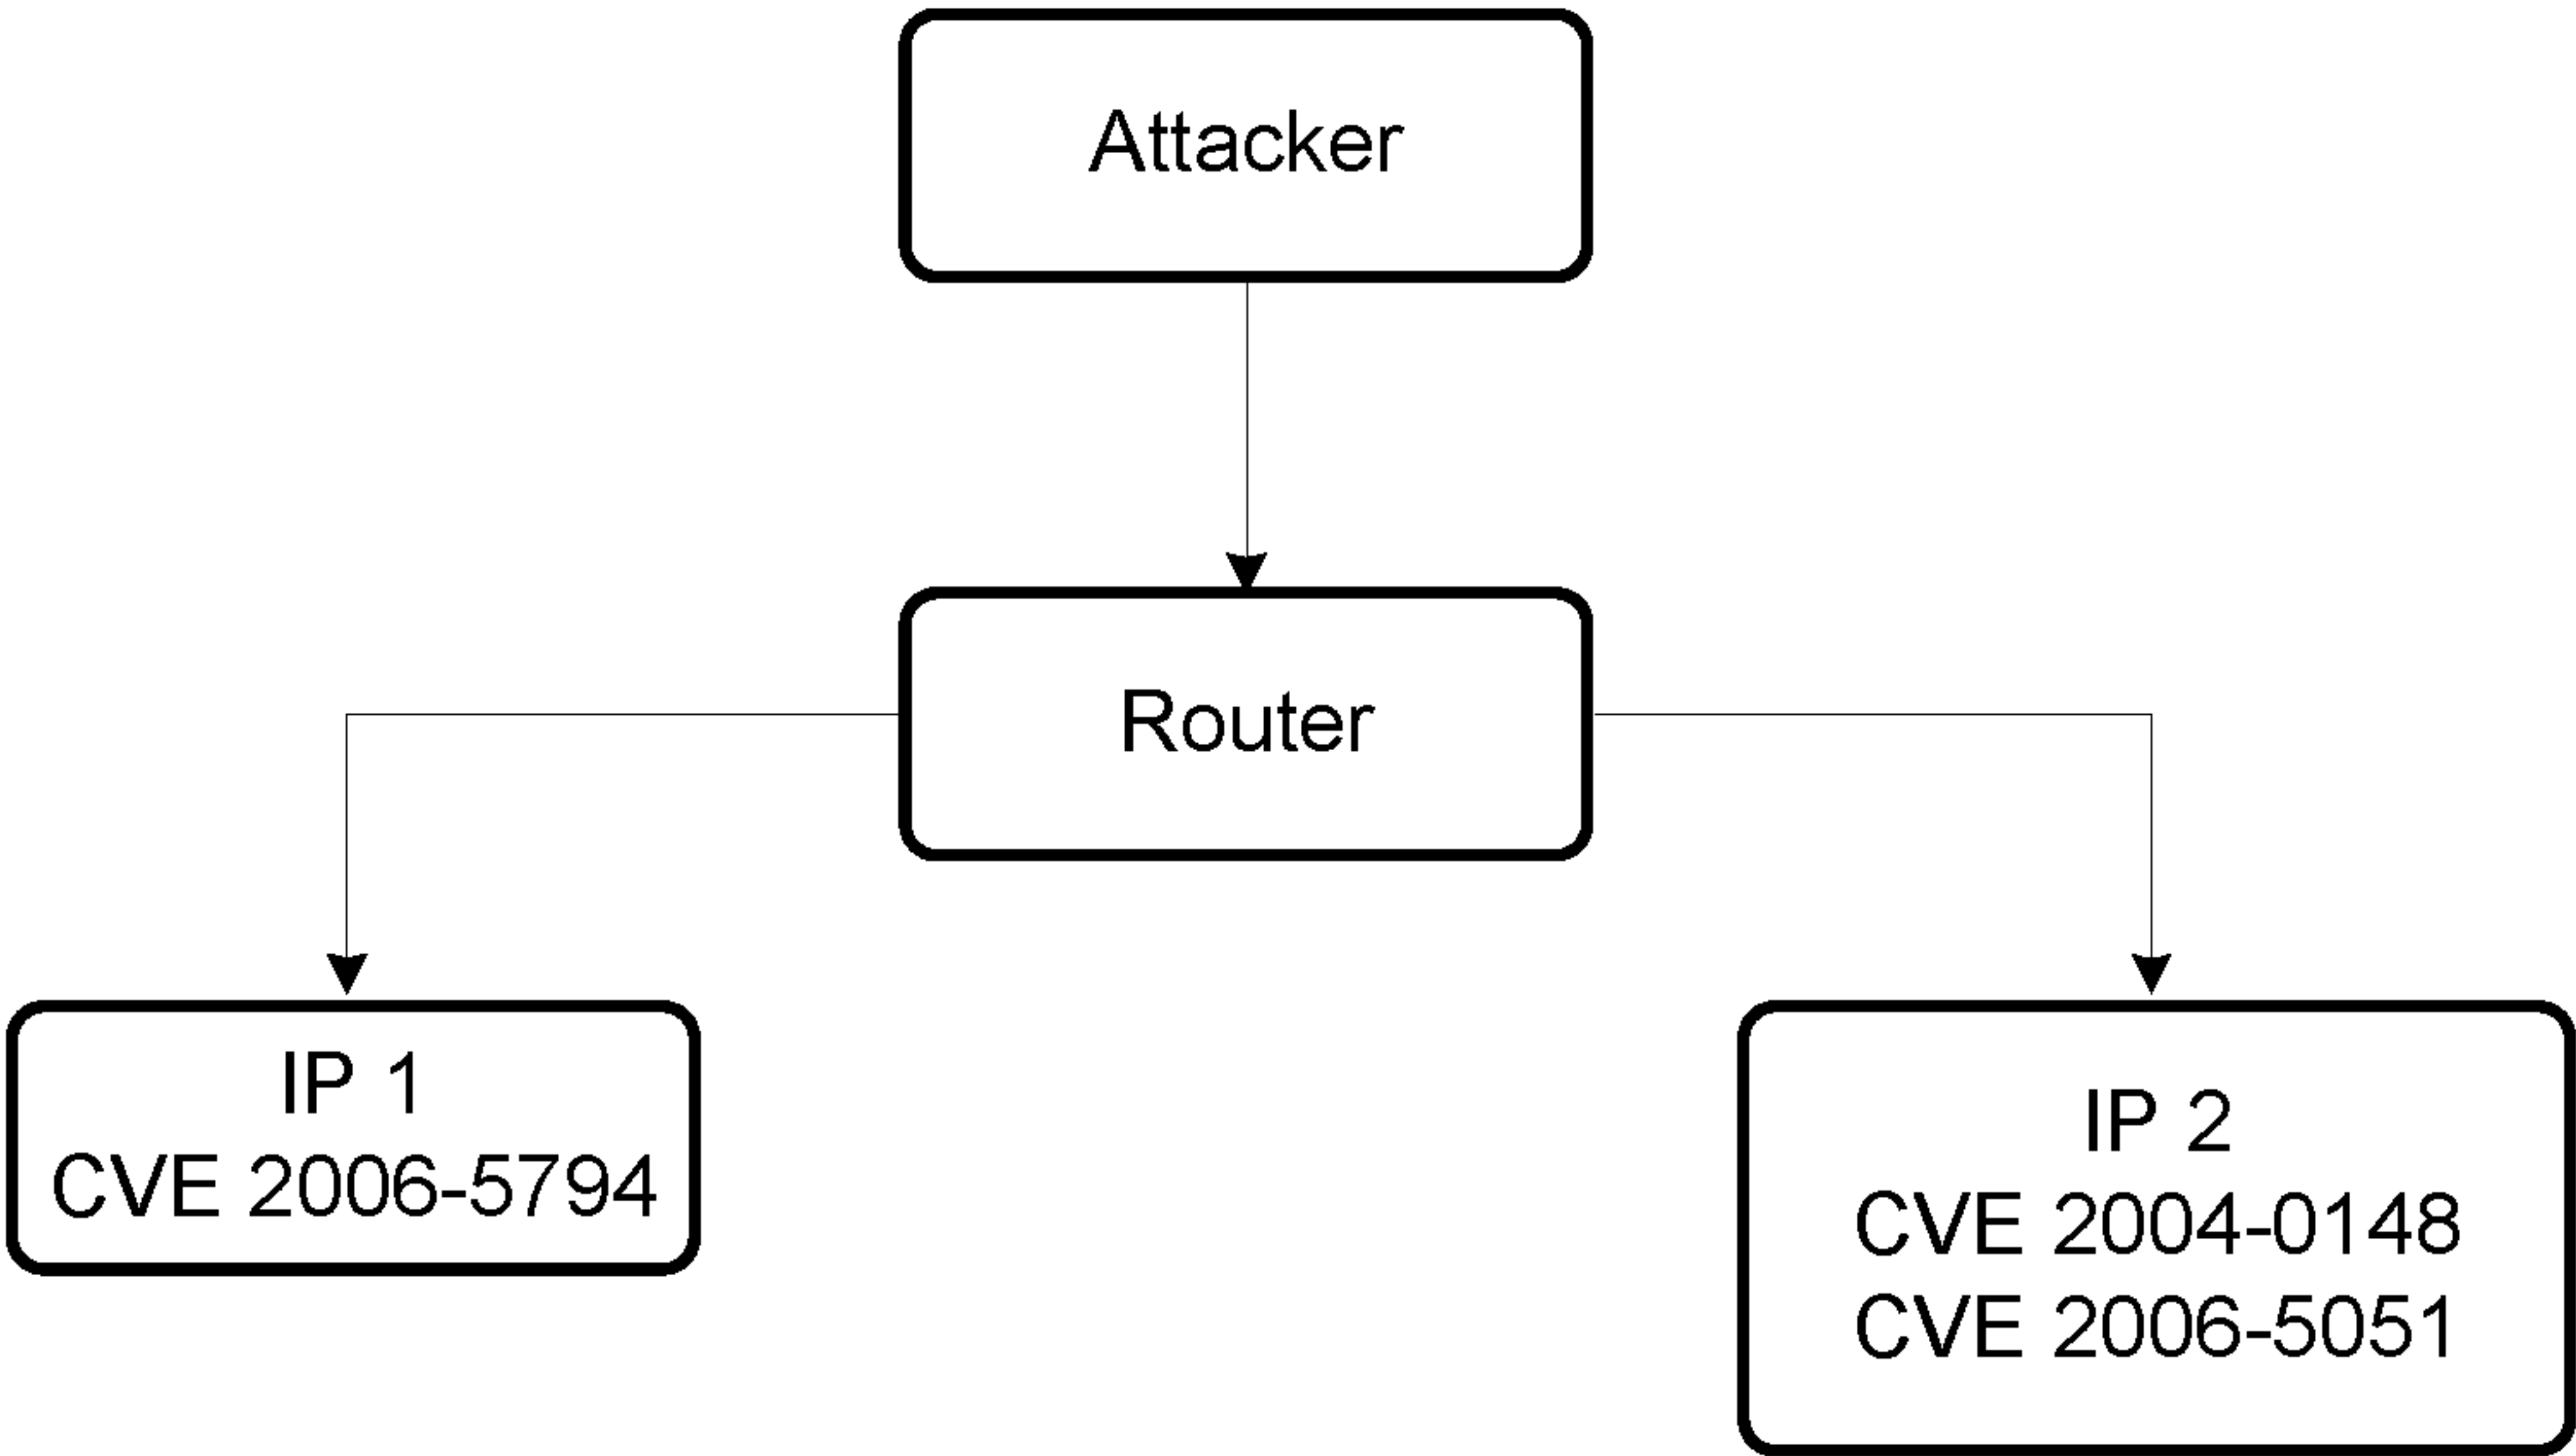 Attacker
Router
IP 1
CVE 2006-5794
IP 2
CVE 2004-0148
CVE 2006-5051